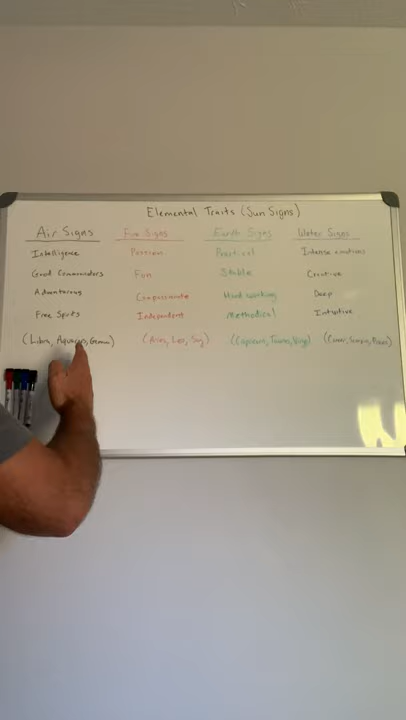 Elemental Traits (Sun Signs)
Air Signs
Intelligence
Good Commanders
Adventurous
Free Spots
(Libra, Aquarius, Gemini)
Fire Signs
Passion
Fun
Compassionate
Independent
(Aries, Leo, Sag)
Earth Signs
Practical
Stable
Hard working
methodical
(Capricorn, Taurus, Virgo)
Water Signs
Intense emotions
Creative
Deep
Intuitive
(Cancer, Scorpio, Pisces)